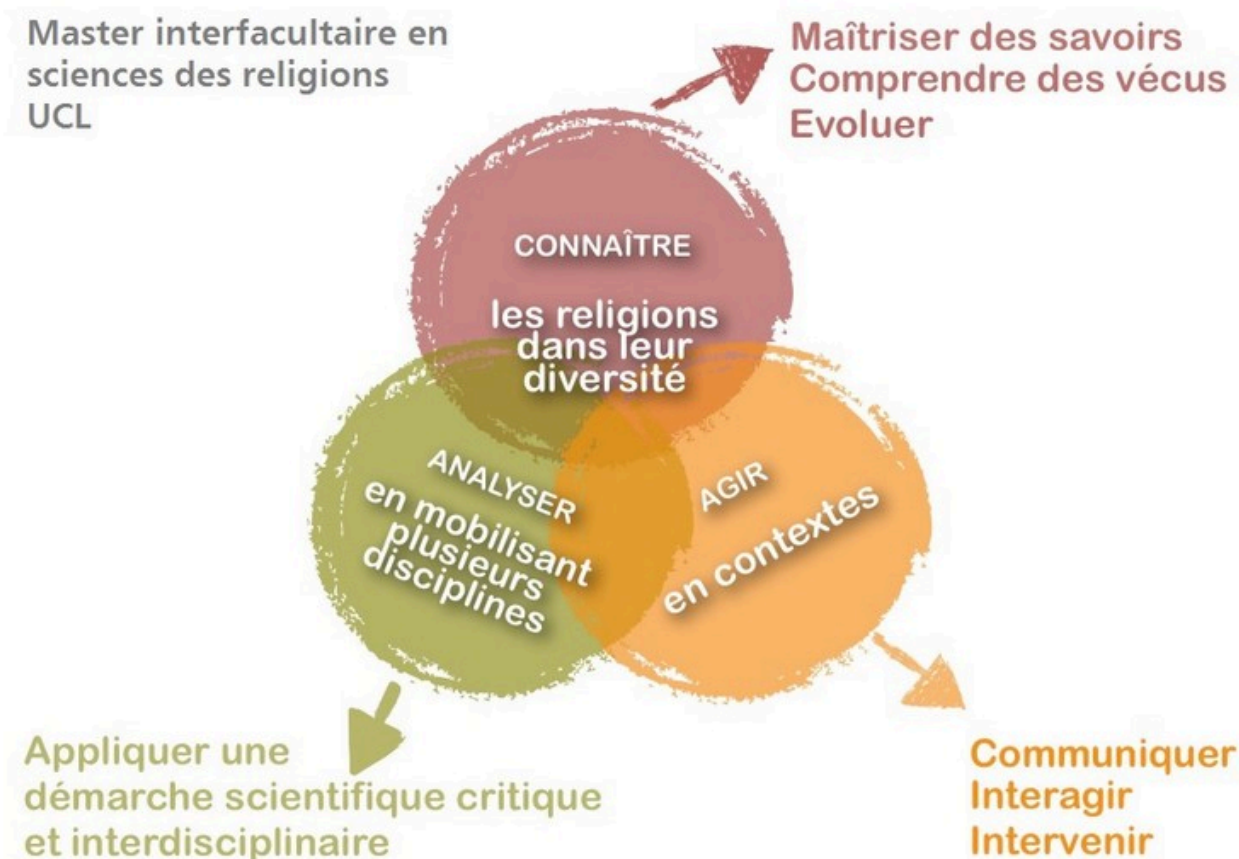 Master interfacultaire en
sciences des religions
UCL
Maîtriser des savoirs
Comprendre des vécus
Evoluer
CONNAÎTRE
les religions
dans leur
diversité
ANALYSER
en mobilisant
plusieurs
disciplines
AGIR
en contextes
Appliquer une
démarche scientifique critique
et interdisciplinaire
Communiquer
Interagir
Intervenir